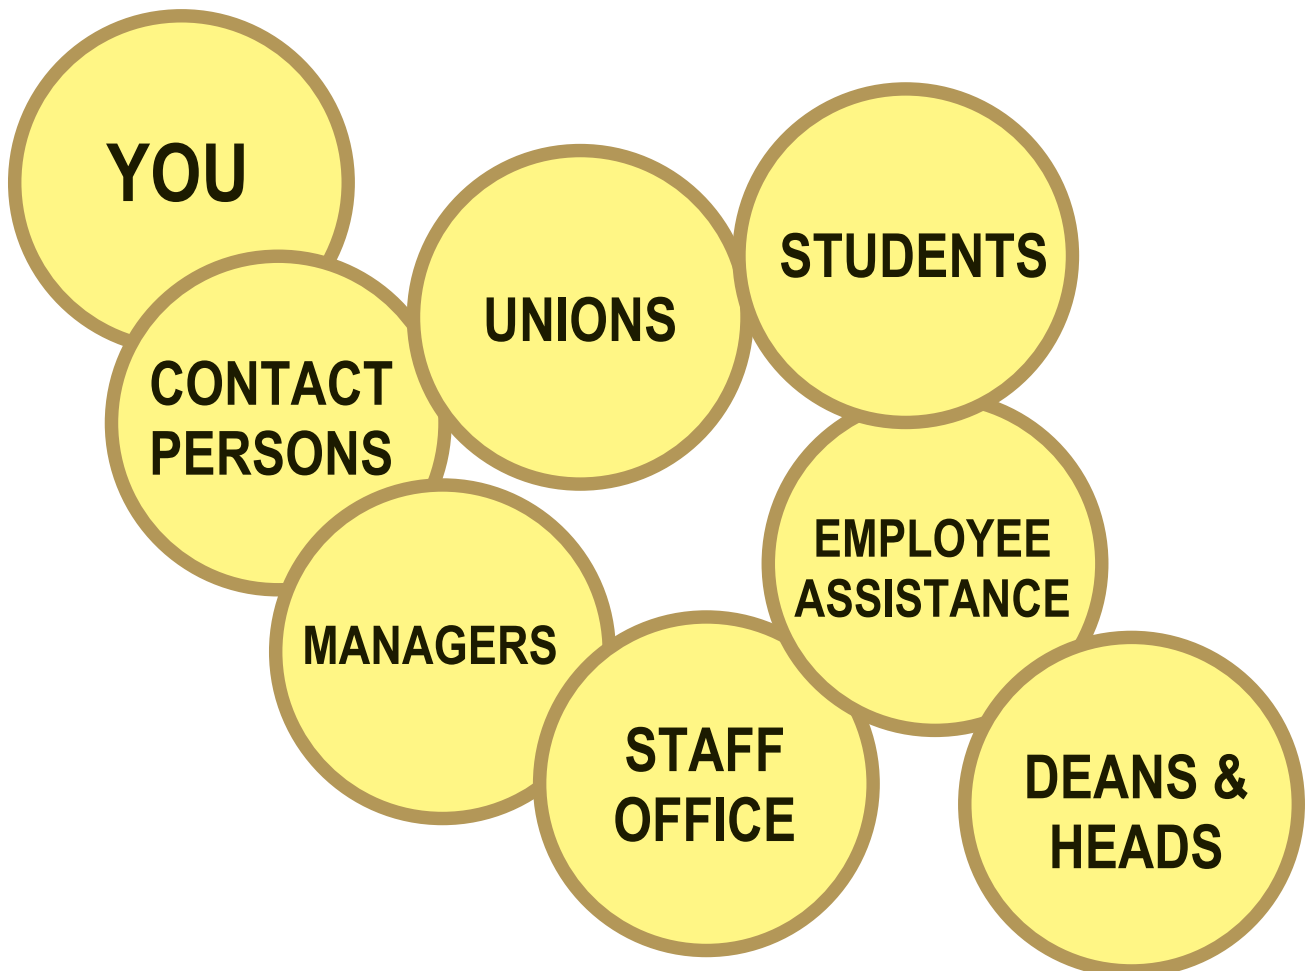 YOU
STUDENTS
UNIONS
CONTACT
PERSONS
EMPLOYEE
ASSISTANCE
MANAGERS
STAFF
OFFICE
DEANS &
HEADS